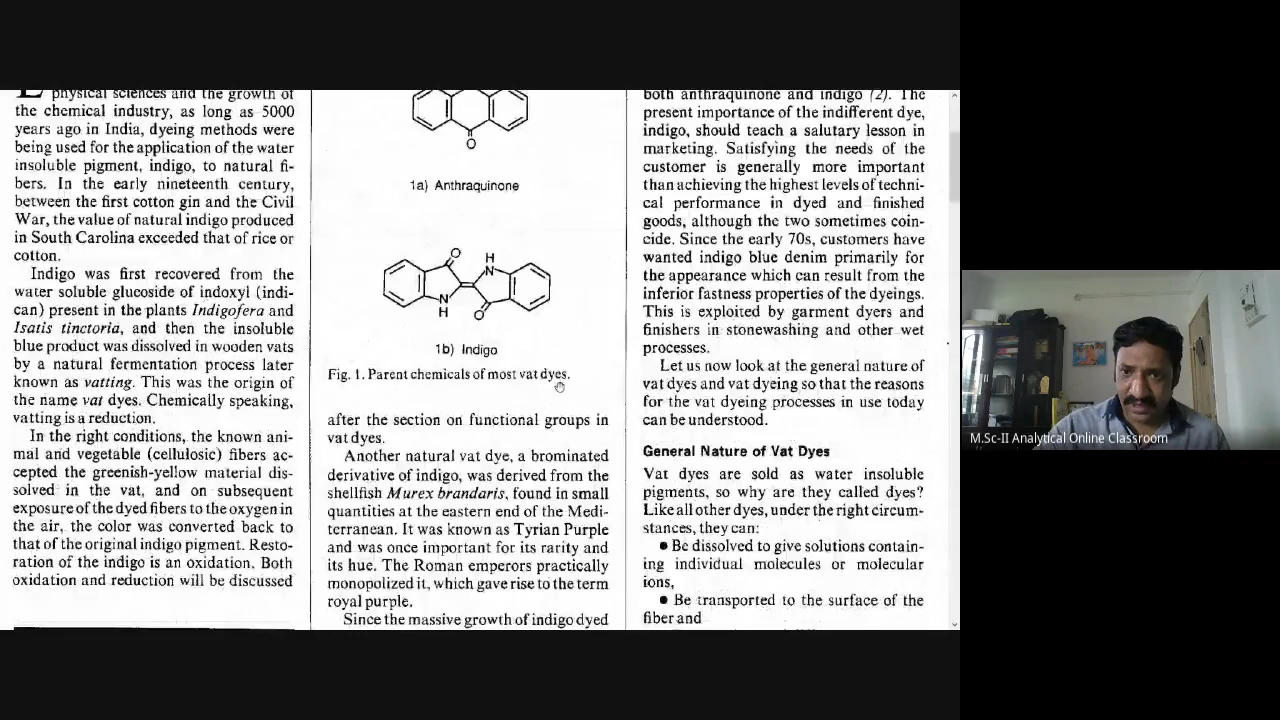 physical sciences and the growth of
the chemical industry, as long as 5000
years ago in India, dyeing methods were
being used for the application of the water
insoluble pigment, indigo, to natural fi-
bers. In the early nineteenth century,
between the first cotton gin and the Civil
War, the value of natural indigo produced
in South Carolina exceeded that of rice or
cotton.
Indigo was first recovered from the
water soluble glucoside of indoxyl (indi-
can) present in the plants Indigofera and
Isatis tinctoria, and then the insoluble
blue product was dissolved in wooden vats
by a natural fermentation process later
known as vatting. This was the origin of
the name vat dyes. Chemically speaking,
vatting is a reduction.
In the right conditions, the known ani-
mal and vegetable (cellulosic) fibers ac-
cepted the greenish-yellow material dis-
solved in the vat, and on subsequent
exposure of the dyed fibers to the oxygen in
the air, the color was converted back to
that of the original indigo pigment. Resto-
ration of the indigo is an oxidation. Both
oxidation and reduction will be discussed
O
1a) Anthraquinone
O
H
N
N
H
O
1b) Indigo
Fig. 1. Parent chemicals of most vat dyes.
after the section on functional groups in
vat dyes.
Another natural vat dye, a brominated
derivative of indigo, was derived from the
shellfish Murex brandaris, found in small
quantities at the eastern end of the Medi-
terranean. It was known as Tyrian Purple
and was once important for its rarity and
its hue. The Roman emperors practically
monopolized it, which gave rise to the term
royal purple.
Since the massive growth of indigo dyed
both anthraquinone and indigo (2). The
present importance of the indifferent dye,
indigo, should teach a salutary lesson in
marketing. Satisfying the needs of the
customer is generally more important
than achieving the highest levels of techni-
cal performance in dyed and finished
goods, although the two sometimes coin-
cide. Since the early 70s, customers have
wanted indigo blue denim primarily for
the appearance which can result from the
inferior fastness properties of the dyeings.
This is exploited by garment dyers and
finishers in stonewashing and other wet
processes.
Let us now look at the general nature of
vat dyes and vat dyeing so that the reasons
for the vat dyeing processes in use today
can be understood.
General Nature of Vat Dyes
Vat dyes are sold as water insoluble
pigments, so why are they called dyes?
Like all other dyes, under the right circum-
stances, they can:
● Be dissolved to give solutions contain-
ing individual molecules or molecular
ions,
● Be transported to the surface of the
fiber and
M.Sc-II Analytical Online Classroom